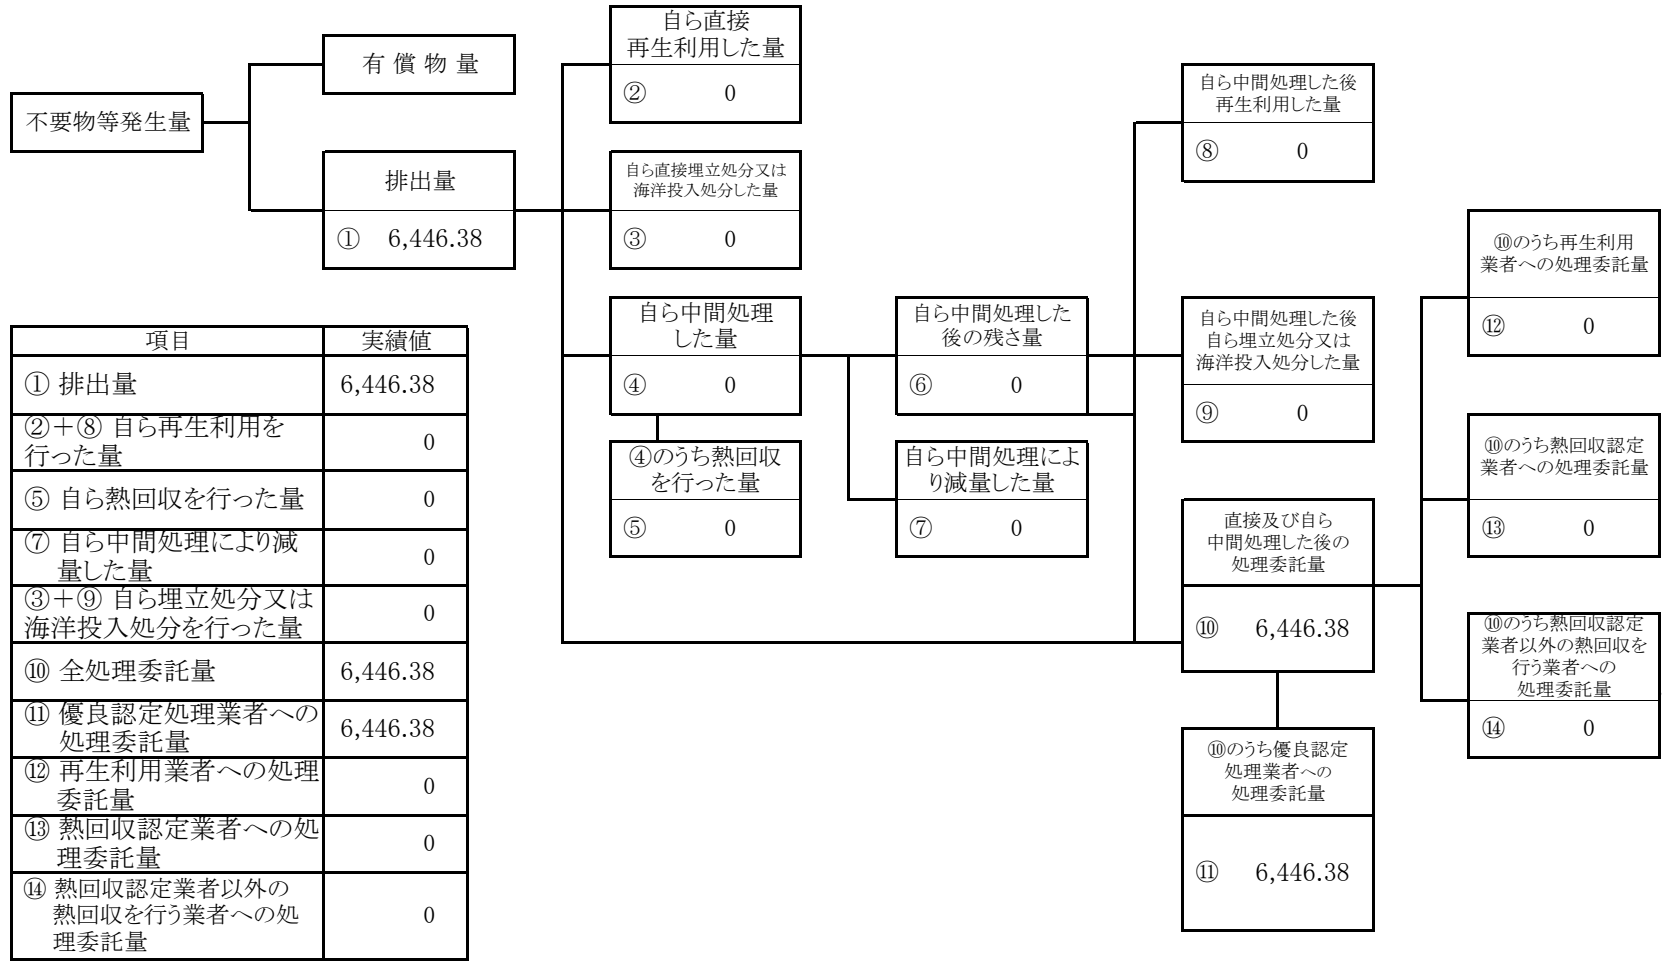 不要物等発生量
有償物量
排出量
① 6,446.38
自ら直接
再生利用した量
② 0
自ら直接埋立処分又は
海洋投入処分した量
③ 0
自ら中間処理
した量
④ 0
④のうち熱回収
を行った量
⑤ 0
自ら中間処理した
後の残さ量
⑥ 0
自ら中間処理によ
り減量した量
⑦ 0
自ら中間処理した後
再生利用した量
⑧ 0
自ら中間処理した後
自ら埋立処分又は
海洋投入処分した量
⑨ 0
直接及び自ら
中間処理した後の
処理委託量
⑩ 6,446.38
⑩のうち優良認定
処理業者への
処理委託量
⑪ 6,446.38
⑩のうち再生利用
業者への処理委託量
⑫ 0
⑩のうち熱回収認定
業者への処理委託量
⑬ 0
⑩のうち熱回収認定
業者以外の熱回収を
行う業者への
処理委託量
⑭ 0
項目 実績値
① 排出量 6,446.38
②＋⑧ 自ら再生利用を
行った量 0
⑤ 自ら熱回収を行った量 0
⑦ 自ら中間処理により減
量した量 0
③＋⑨ 自ら埋立処分又は
海洋投入処分を行った量 0
⑩ 全処理委託量 6,446.38
⑪ 優良認定処理業者への
処理委託量 6,446.38
⑫ 再生利用業者への処理
委託量 0
⑬ 熱回収認定業者への処
理委託量 0
⑭ 熱回収認定業者以外の
熱回収を行う業者への処
理委託量 0